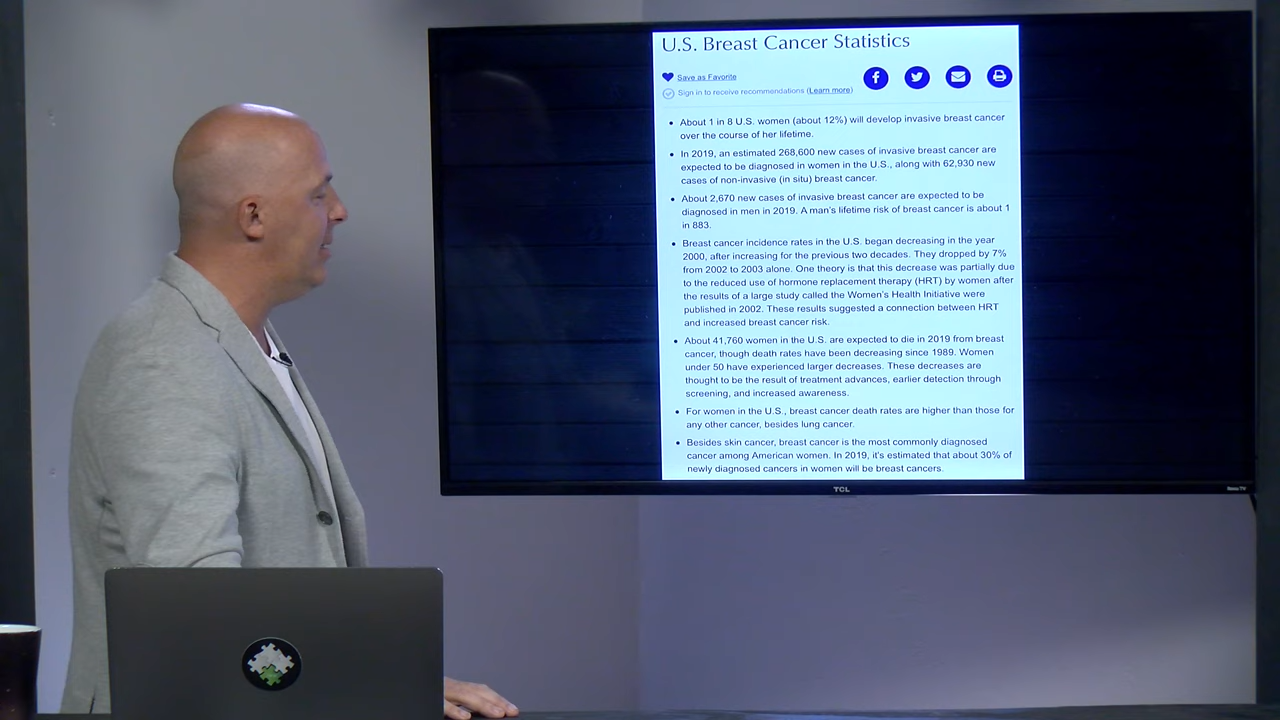 U.S. Breast Cancer Statistics
Save as Favorite
Sign in to receive recommendations (Learn more)
• About 1 in 8 U.S. women (about 12%) will develop invasive breast cancer
over the course of her lifetime.
• In 2019, an estimated 268,600 new cases of invasive breast cancer are
expected to be diagnosed in women in the U.S., along with 62,930 new
cases of non-invasive (in situ) breast cancer.
• About 2,670 new cases of invasive breast cancer are expected to be
diagnosed in men in 2019. A man's lifetime risk of breast cancer is about 1
in 883.
• Breast cancer incidence rates in the U.S. began decreasing in the year
2000, after increasing for the previous two decades. They dropped by 7%
from 2002 to 2003 alone. One theory is that this decrease was partially due
to the reduced use of hormone replacement therapy (HRT) by women after
the results of a large study called the Women's Health Initiative were
published in 2002. These results suggested a connection between HRT
and increased breast cancer risk.
• About 41,760 women in the U.S. are expected to die in 2019 from breast
cancer, though death rates have been decreasing since 1989. Women
under 50 have experienced larger decreases. These decreases are
thought to be the result of treatment advances, earlier detection through
screening, and increased awareness.
• For women in the U.S., breast cancer death rates are higher than those for
any other cancer, besides lung cancer.
• Besides skin cancer, breast cancer is the most commonly diagnosed
cancer among American women. In 2019, it's estimated that about 30% of
newly diagnosed cancers in women will be breast cancers.
TCL
Roku TV